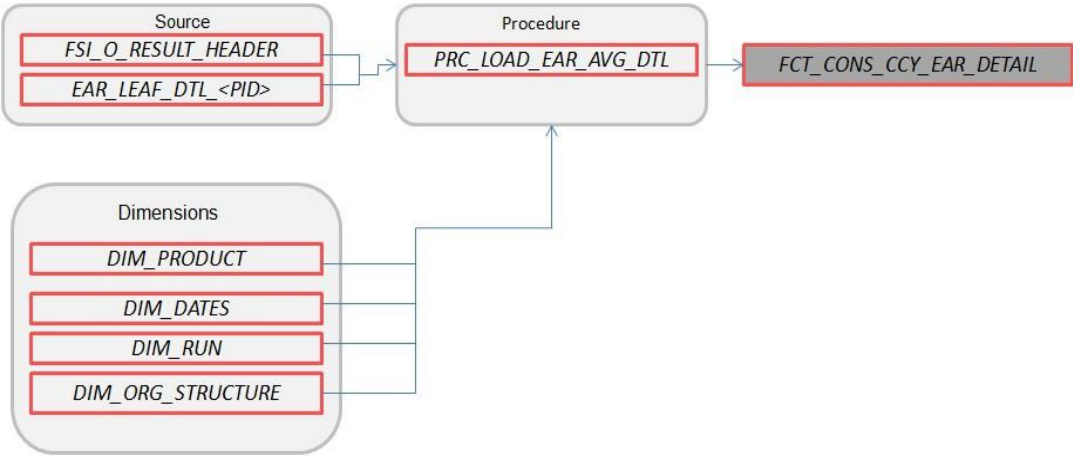 Source
FSI_O_RESULT_HEADER
EAR_LEAF_DTL_<PID>
Procedure
PRC_LOAD_EAR_AVG_DTL
FCT_CONS_CCY_EAR_DETAIL
Dimensions
DIM_PRODUCT
DIM_DATES
DIM_RUN
DIM_ORG_STRUCTURE